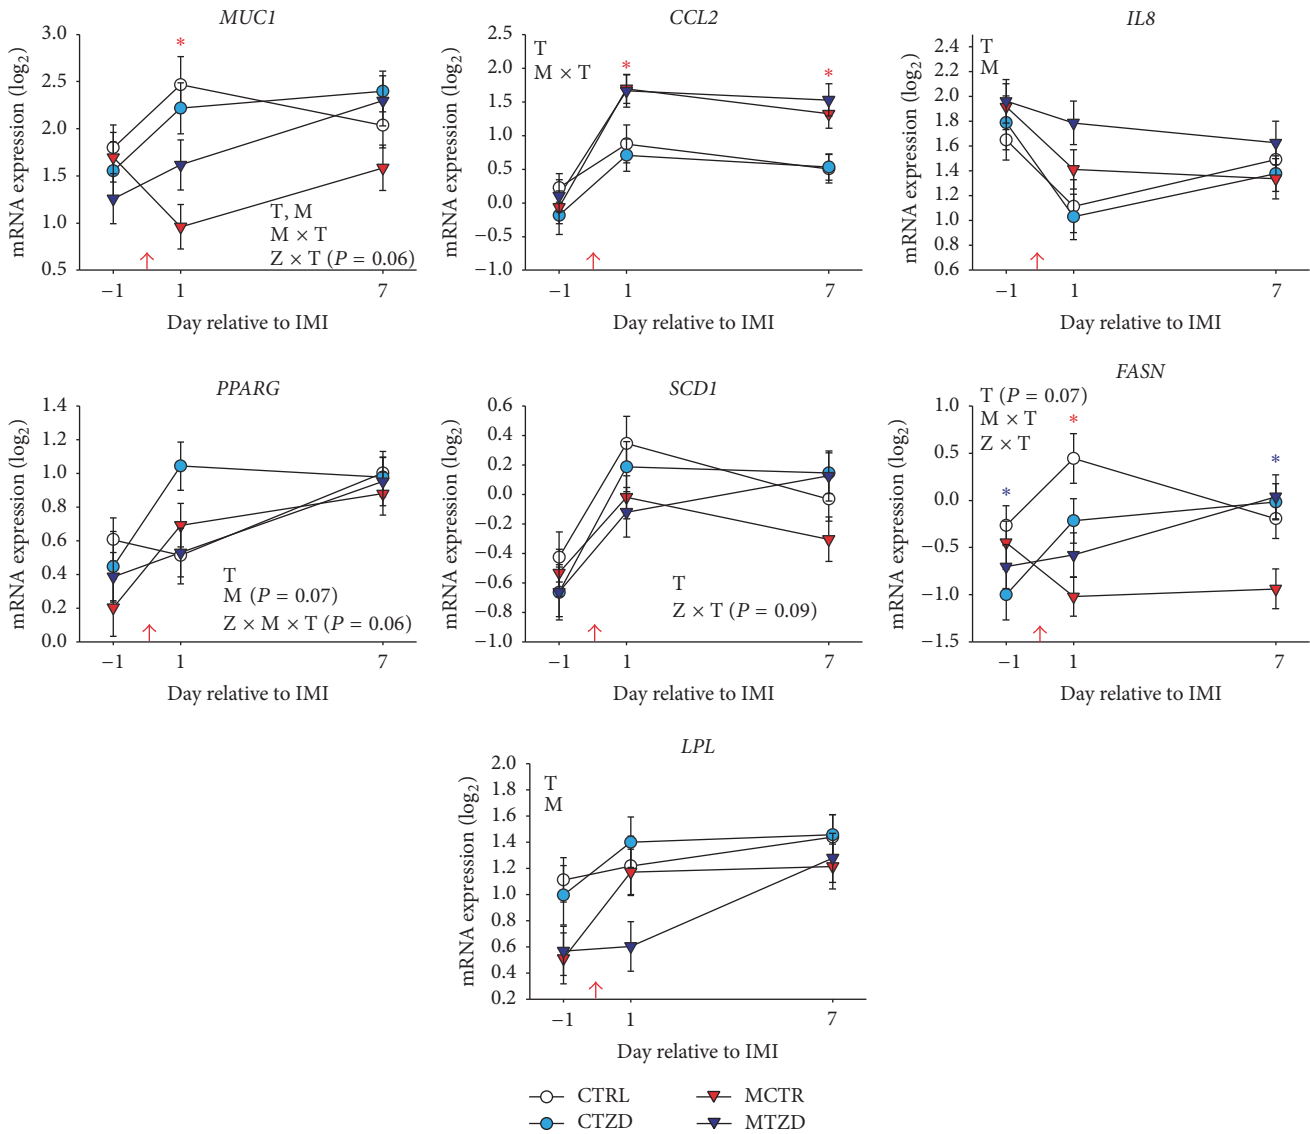 MUC1
mRNA expression (log2)
3.0
2.5
2.0
1.5
1.0
0.5
*
T, M
M × T
Z × T (P = 0.06)
−1
1
7
Day relative to IMI
CCL2
mRNA expression (log2)
2.5
2.0
1.5
1.0
0.5
0.0
−0.5
−1.0
T
M × T
*
*
−1
1
7
Day relative to IMI
IL8
mRNA expression (log2)
2.4
2.2
2.0
1.8
1.6
1.4
1.2
1.0
0.8
0.6
T
M
−1
1
7
Day relative to IMI
PPARG
mRNA expression (log2)
1.4
1.2
1.0
0.8
0.6
0.4
0.2
0.0
T
M (P = 0.07)
Z × M × T (P = 0.06)
−1
1
7
Day relative to IMI
SCD1
mRNA expression (log2)
0.6
0.4
0.2
0.0
−0.2
−0.4
−0.6
−0.8
−1.0
T
Z × T (P = 0.09)
−1
1
7
Day relative to IMI
FASN
mRNA expression (log2)
1.0
0.5
0.0
−0.5
−1.0
−1.5
T (P = 0.07)
M × T
Z × T
*
*
*
−1
1
7
Day relative to IMI
LPL
mRNA expression (log2)
2.0
1.8
1.6
1.4
1.2
1.0
0.8
0.6
0.4
0.2
T
M
−1
1
7
Day relative to IMI
CTRL
CTZD
MCTR
MTZD